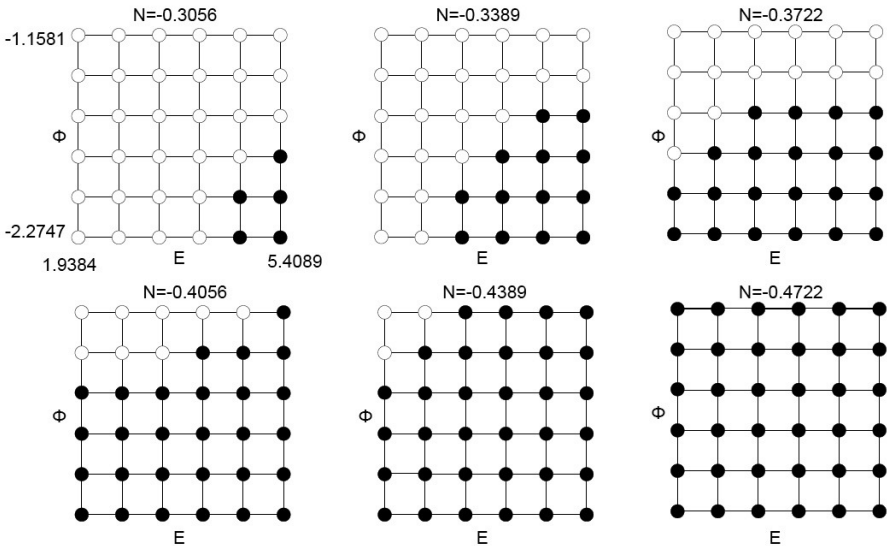 N=-0.3056
N=-0.3389
N=-0.3722
-1.1581
Φ
Φ
Φ
-2.2747
1.9384
E
5.4089
E
E
N=-0.4056
N=-0.4389
N=-0.4722
Φ
Φ
Φ
E
E
E